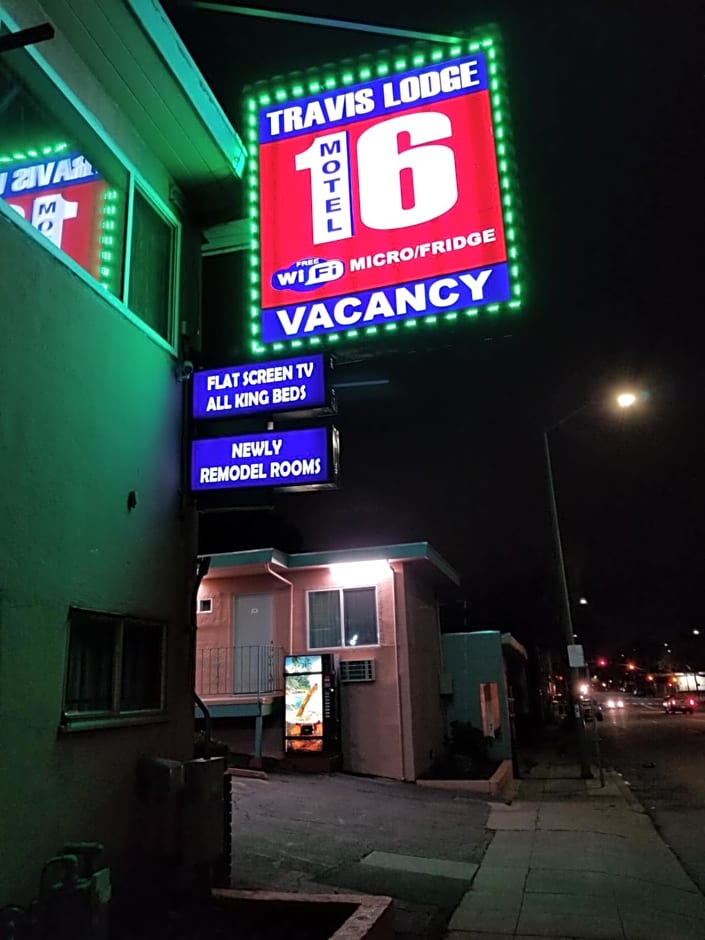 TRAVIS LODGE
MOTEL
16
FREE
WiFi
MICRO/FRIDGE
VACANCY
FLAT SCREEN TV
ALL KING BEDS
NEWLY
REMODEL ROOMS